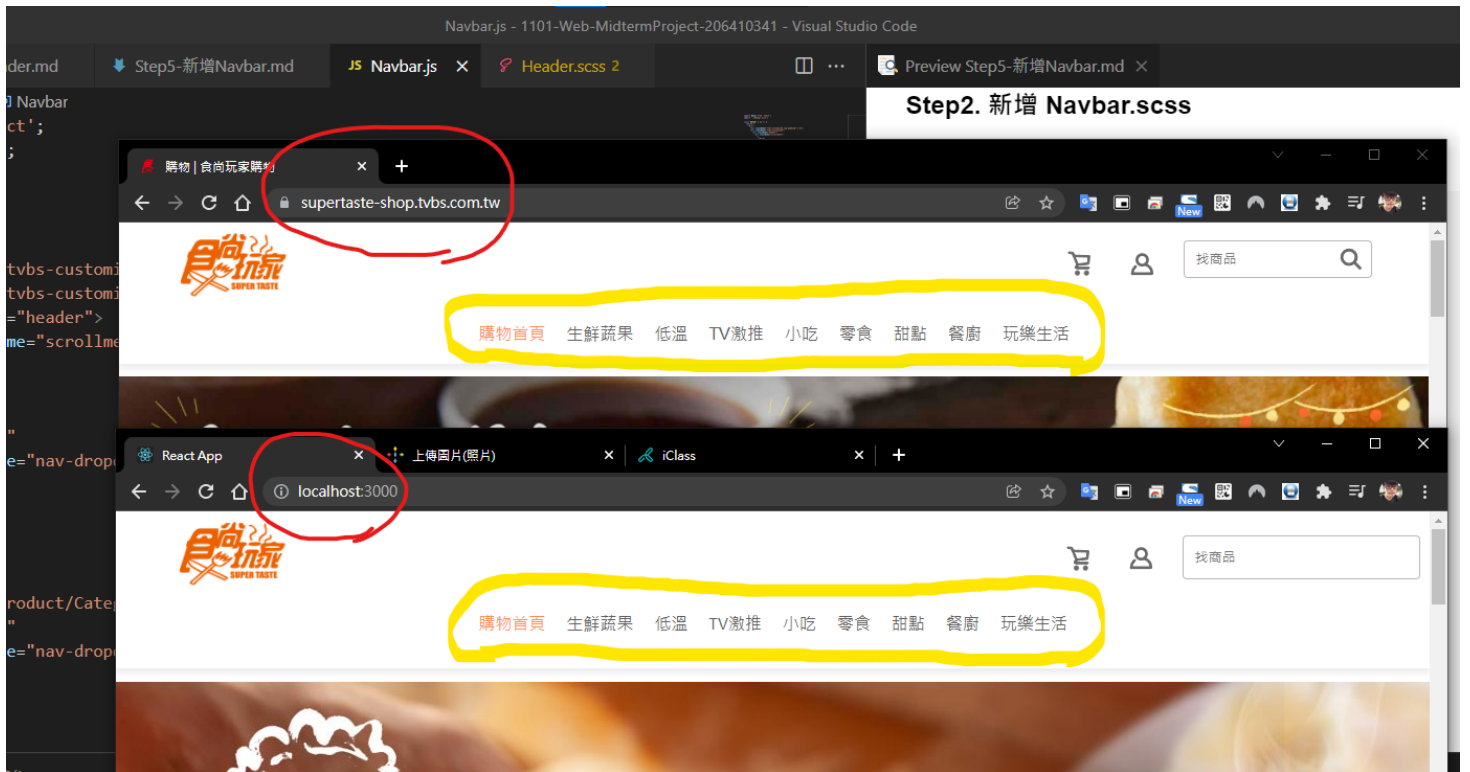 Navbar.js - 1101-Web-MidtermProject-206410341 - Visual Studio Code
der.md Step5-新增Navbar.md JS Navbar.js Header.scss 2 ... Preview Step5-新增Navbar.md
Navbar
Step2. 新增 Navbar.scss
ct';
;
購物 | 食尚玩家購物
supertaste-shop.tvbs.com.tw
New
食尚玩家
SUPER TASTE
找商品
tvbs-customi
tvbs-custom
="header">
me="scrollme
購物首頁 生鮮蔬果 低溫 TV激推 小吃 零食 甜點 餐廚 玩樂生活
"
e="nav-drop
React App 上傳圖片(照片) iClass
localhost:3000
New
食尚玩家
SUPER TASTE
找商品
roduct/Cate
"
e="nav-drop
購物首頁 生鮮蔬果 低溫 TV激推 小吃 零食 甜點 餐廚 玩樂生活